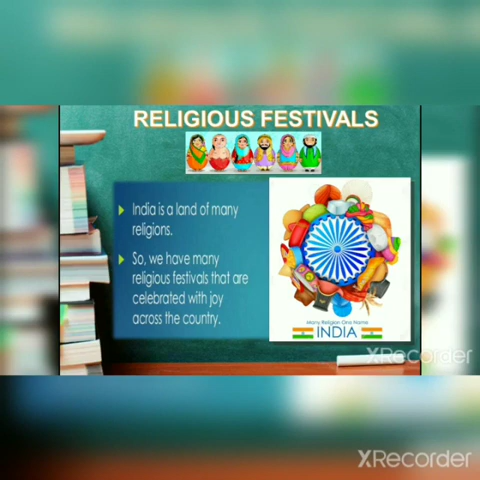 RELIGIOUS FESTIVALS
India is a land of many
religions.
So, we have many
religious festivals that are
celebrated with joy
across the country.
Many Religion One Name
INDIA
XRecorder
XRecorder